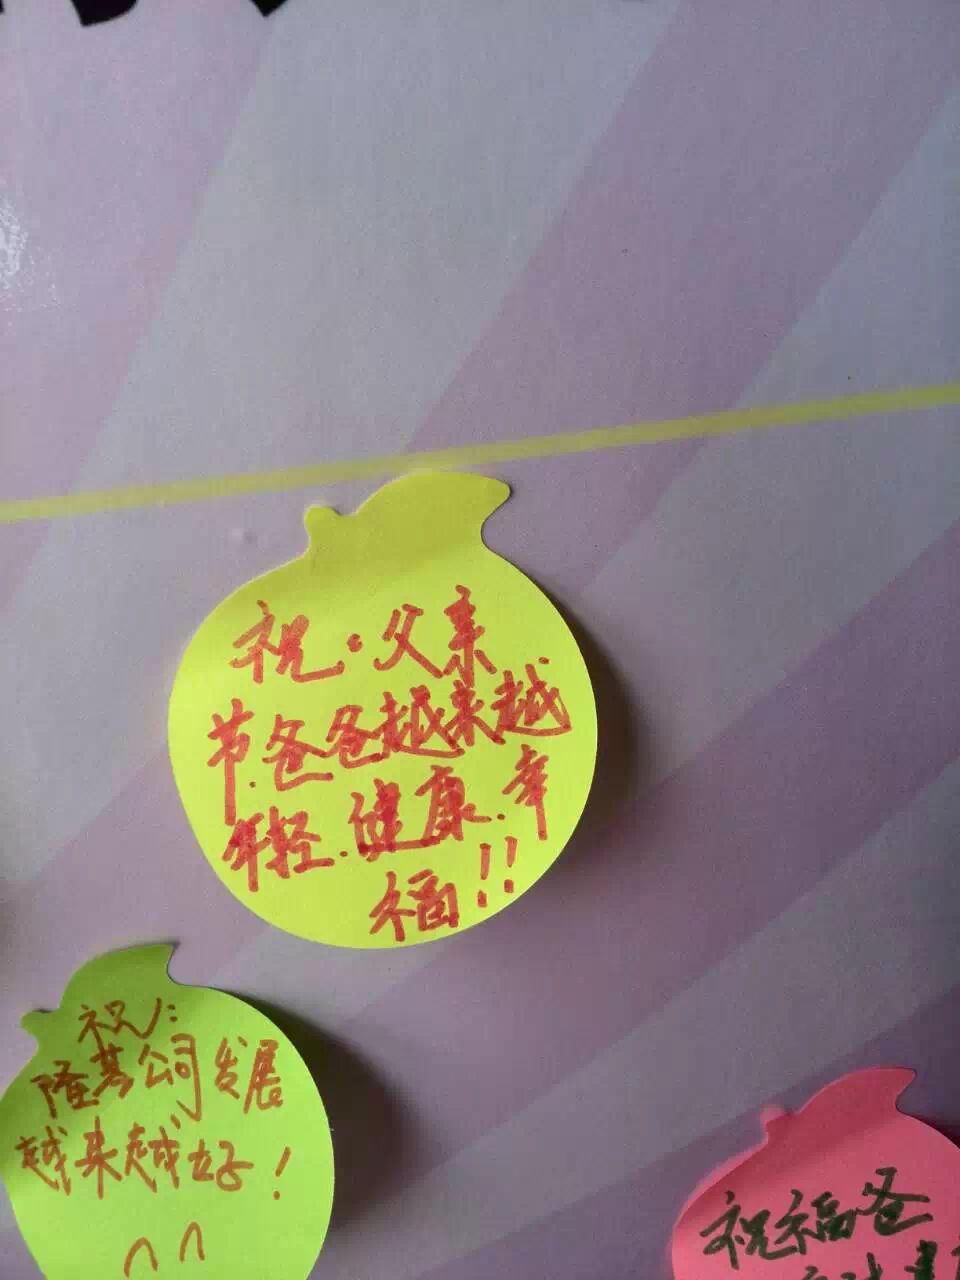 祝:父亲
节.爸爸越来越
年轻.健康.幸
福!!
祝:
隆基公司发展
越来越好!
祝福爸